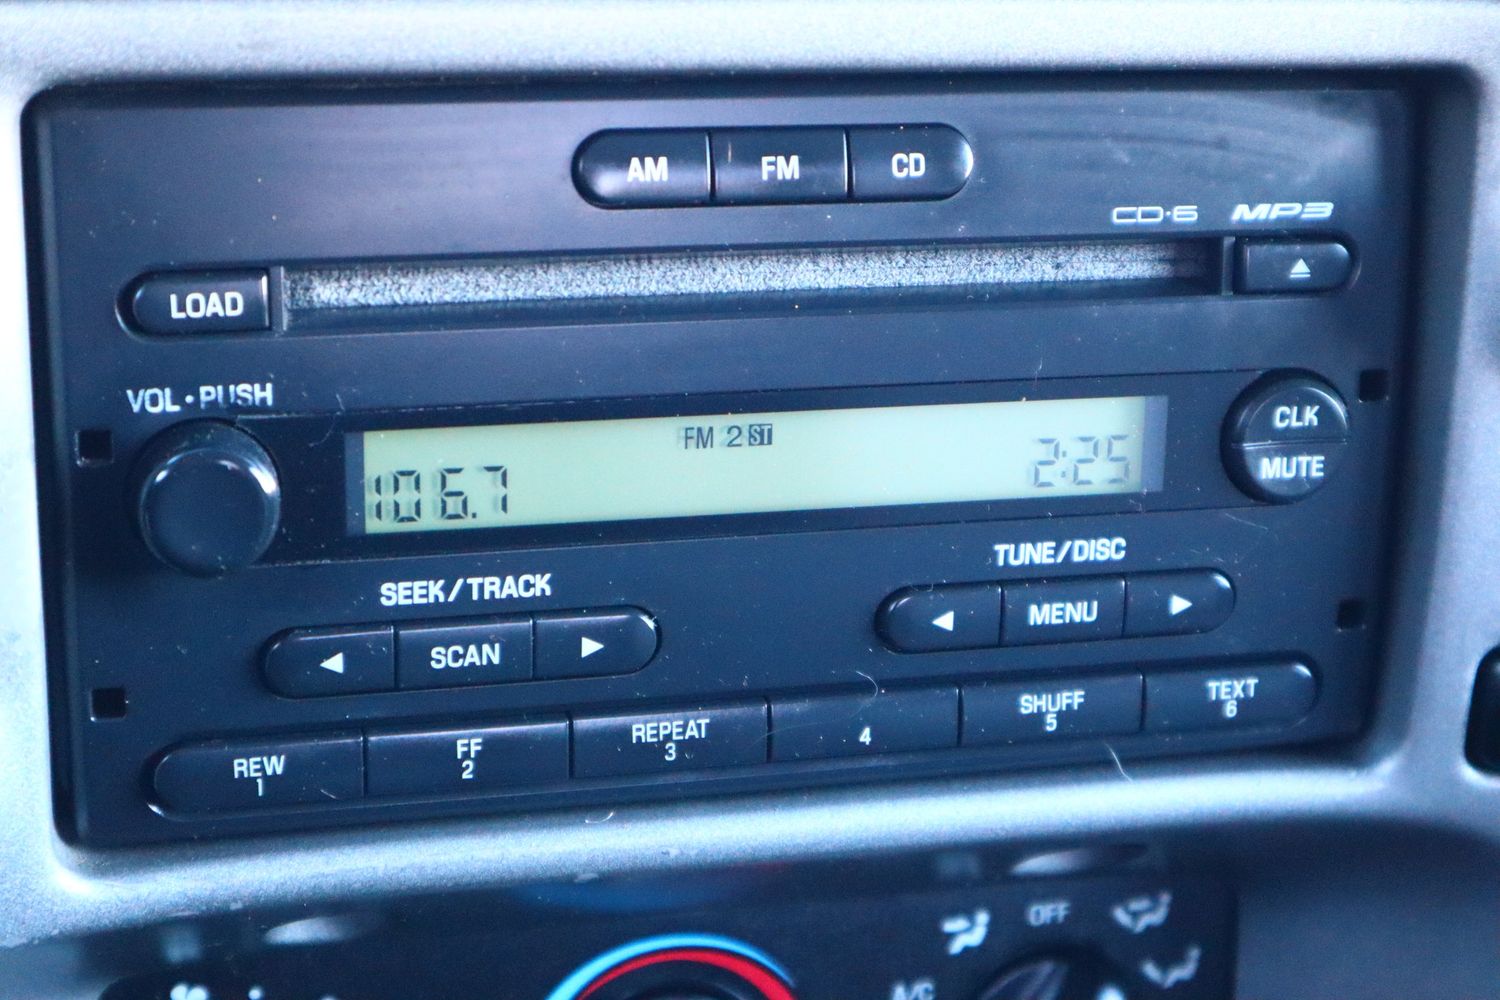 AM FM CD
CD·6 MP3
LOAD
VOL • PUSH
FM 2 ST
106.7 2:25
CLK
MUTE
SEEK/TRACK
TUNE/DISC
SCAN
MENU
REW
1
FF
2
REPEAT
3
4
SHUFF
5
TEXT
6
OFF
A/C